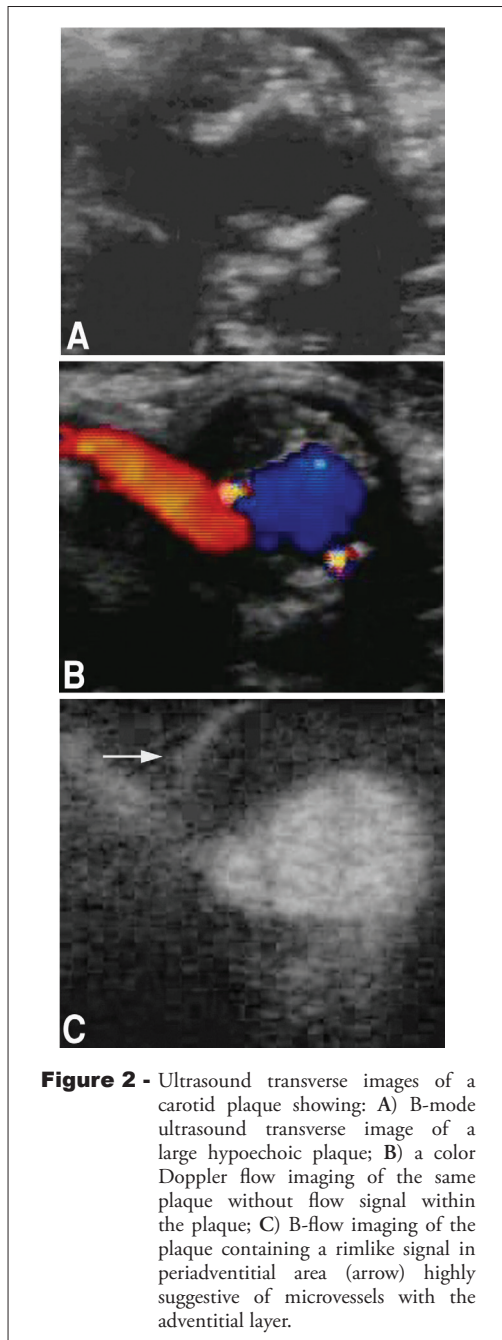 A
B
C
Figure 2 - Ultrasound transverse images of a
carotid plaque showing: A) B-mode
ultrasound transverse image of a
large hypoechoic plaque; B) a color
Doppler flow imaging of the same
plaque without flow signal within
the plaque; C) B-flow imaging of the
plaque containing a rimlike signal in
periadventitial area (arrow) highly
suggestive of microvessels with the
adventitial layer.